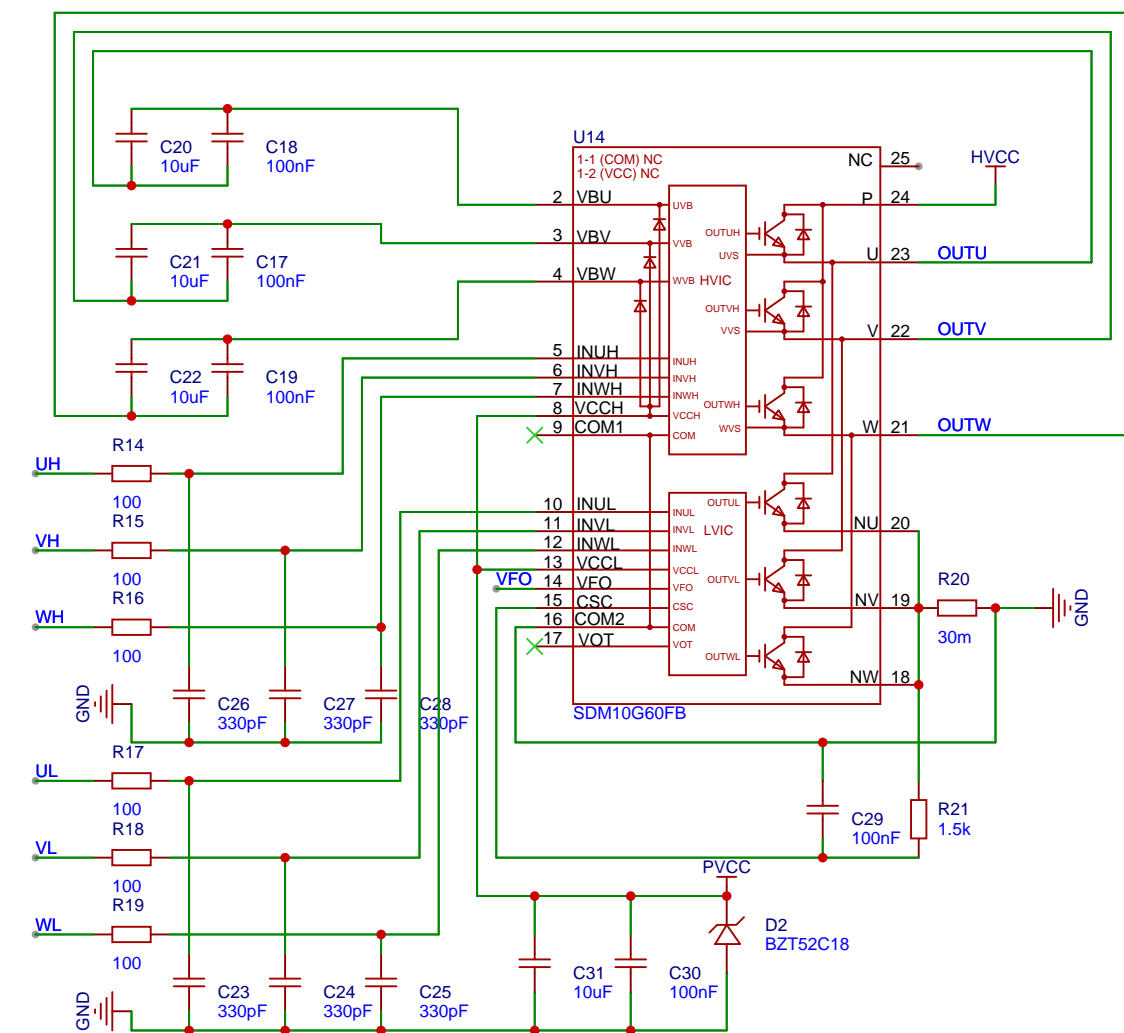 C20
10uF
C18
100nF
C21
10uF
C17
100nF
C22
10uF
C19
100nF
U14
1-1 (COM) NC
1-2 (VCC) NC
2 VBU
3 VBV
4 VBW
5 INUH
6 INVH
7 INWH
8 VCCH
9 COM1
10 INUL
11 INVL
12 INWL
13 VCCL
14 VFO
15 CSC
16 COM2
17 VOT
VFO
UVB
VVB
WVB
HVIC
INUH
INVH
INWH
VCCH
COM
OUTUH
UVS
OUTVH
VVS
OUTWH
WVS
INUL
INVL
INWL
VCCL
VFO
CSC
COM
VOT
LVIC
OUTUL
OUTVL
OUTWL
NC 25
P 24
U 23
V 22
W 21
NU 20
NV 19
NW 18
SDM10G60FB
HVCC
OUTU
OUTV
OUTW
R20
30m
GND
UH
R14
100
VH
R15
100
WH
R16
100
GND
C26
330pF
C27
330pF
C28
330pF
UL
R17
100
VL
R18
100
WL
R19
100
GND
C23
330pF
C24
330pF
C25
330pF
C29
100nF
R21
1.5k
PVCC
C31
10uF
C30
100nF
D2
BZT52C18